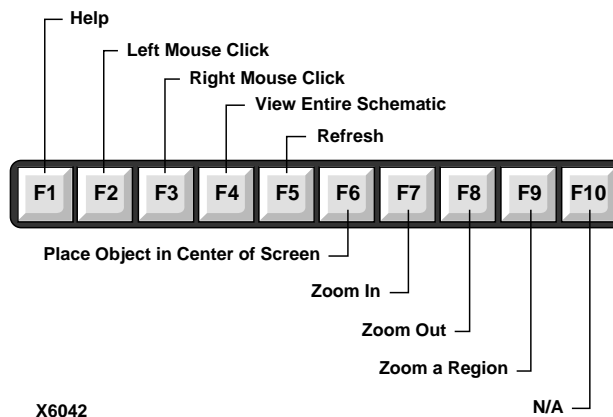 Help
Left Mouse Click
Right Mouse Click
View Entire Schematic
Refresh
F1 F2 F3 F4 F5 F6 F7 F8 F9 F10
Place Object in Center of Screen
Zoom In
Zoom Out
Zoom a Region
N/A
X6042